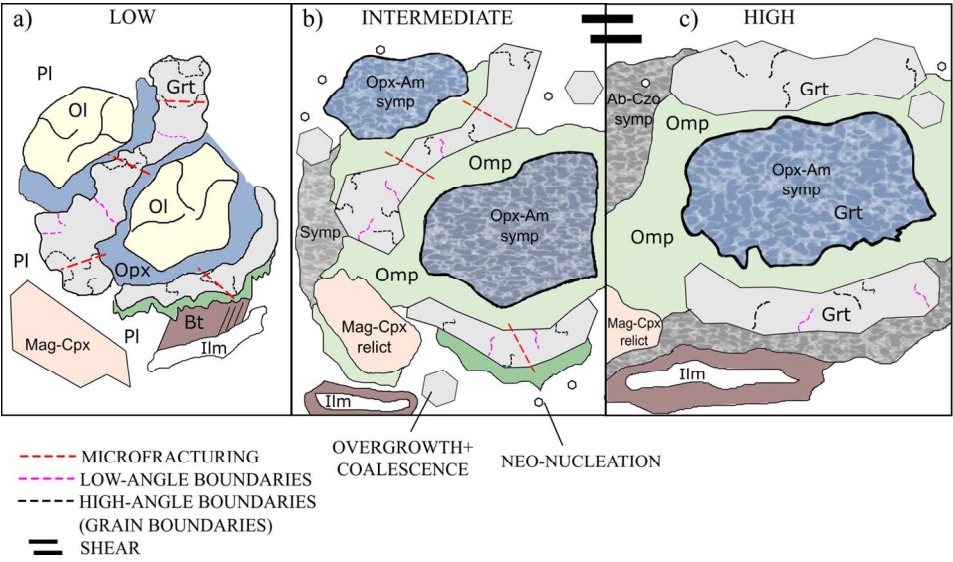 a) LOW
Pl
Ol
Grt
Ol
Pl
Opx
Pl
Bt
Mag-Cpx
Ilm
b) INTERMEDIATE
Opx-Am
symp
Omp
Opx-Am
symp
Symp
Omp
Mag-Cpx
relict
Ilm
c) HIGH
Grt
Ab-Czo
symp
Omp
Opx-Am
symp
Grt
Omp
Grt
Mag-Cpx
relict
Ilm
OVERGROWTH+
COALESCENCE
NEO-NUCLEATION
MICROFRACTURING
LOW-ANGLE BOUNDARIES
HIGH-ANGLE BOUNDARIES
(GRAIN BOUNDARIES)
SHEAR